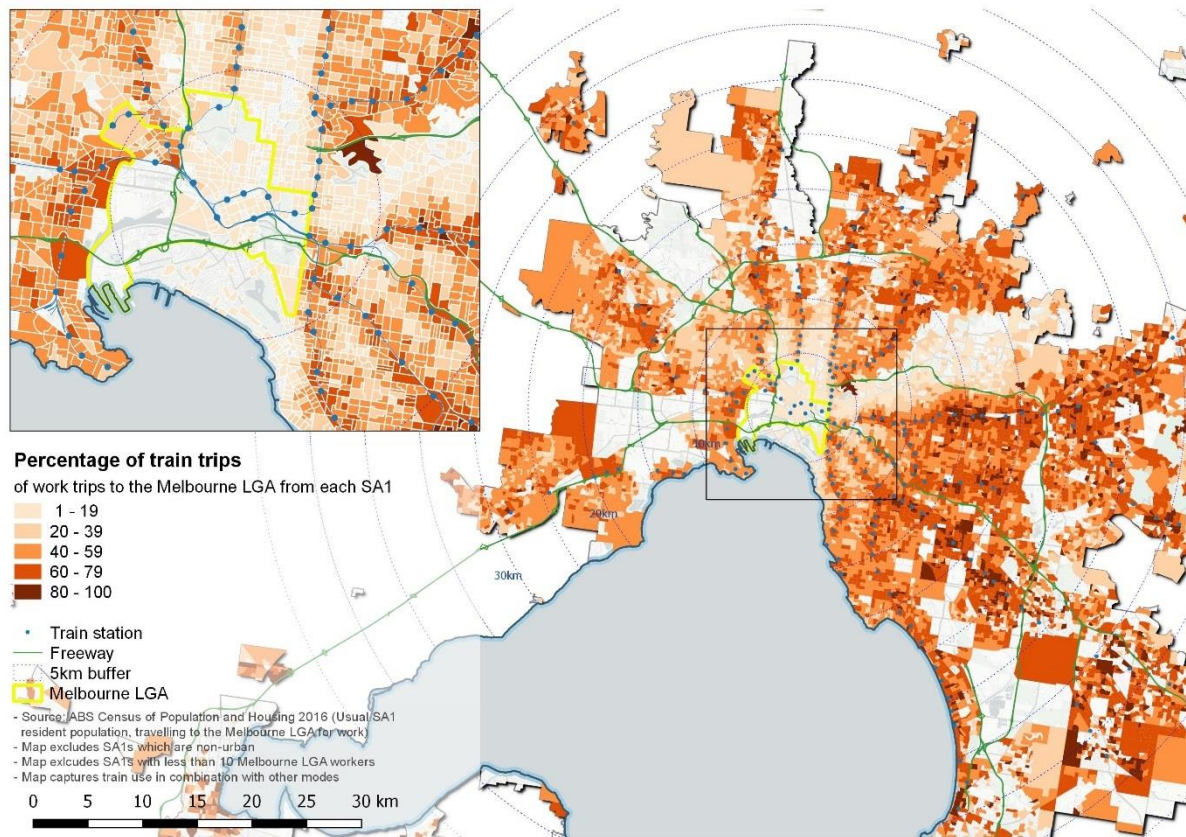 Percentage of train trips
of work trips to the Melbourne LGA from each SA1
1 - 19
20 - 39
40 - 59
60 - 79
80 - 100
Train station
Freeway
5km buffer
Melbourne LGA
- Source: ABS Census of Population and Housing 2016 (Usual SA1
resident population, travelling to the Melbourne LGA for work)
- Map excludes SA1s which are non-urban
- Map exlcudes SA1s with less than 10 Melbourne LGA workers
- Map captures train use in combination with other modes
0 5 10 15 20 25 30 km
10km
20km
30km